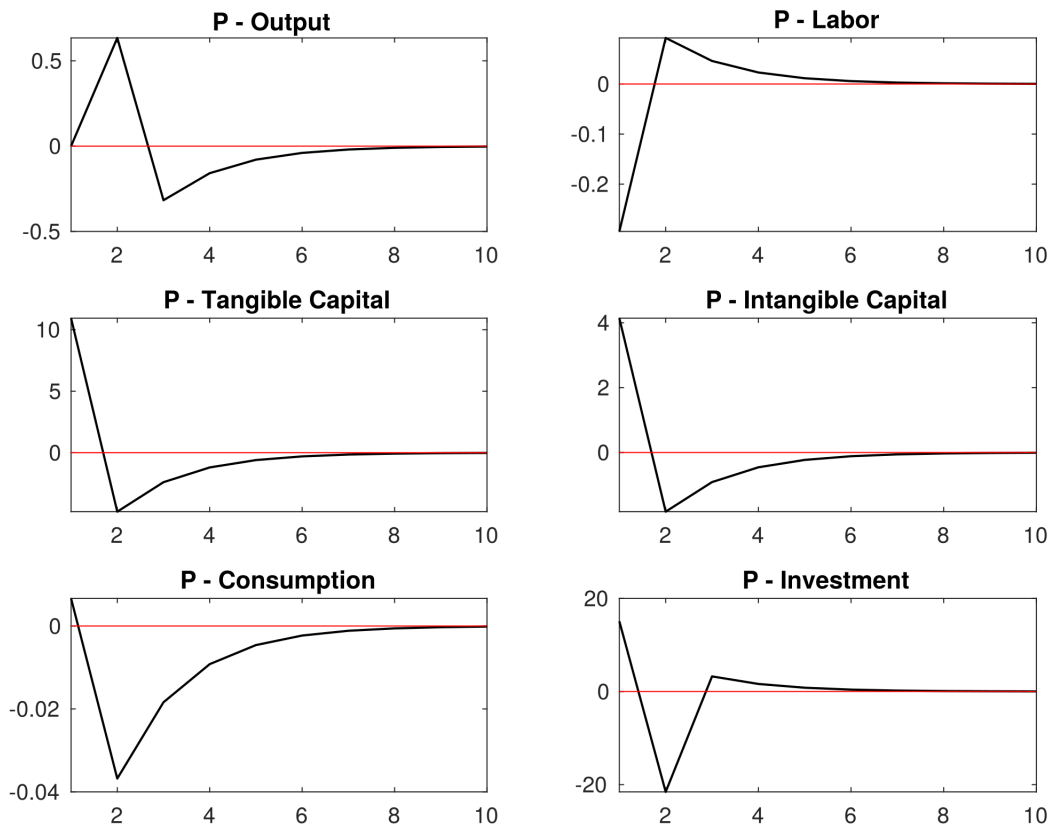 P - Output
0.5
0
-0.5
2 4 6 8 10
P - Labor
0
-0.1
-0.2
2 4 6 8 10
P - Tangible Capital
10
5
0
2 4 6 8 10
P - Intangible Capital
4
2
0
2 4 6 8 10
P - Consumption
0
-0.02
-0.04
2 4 6 8 10
P - Investment
20
0
-20
2 4 6 8 10